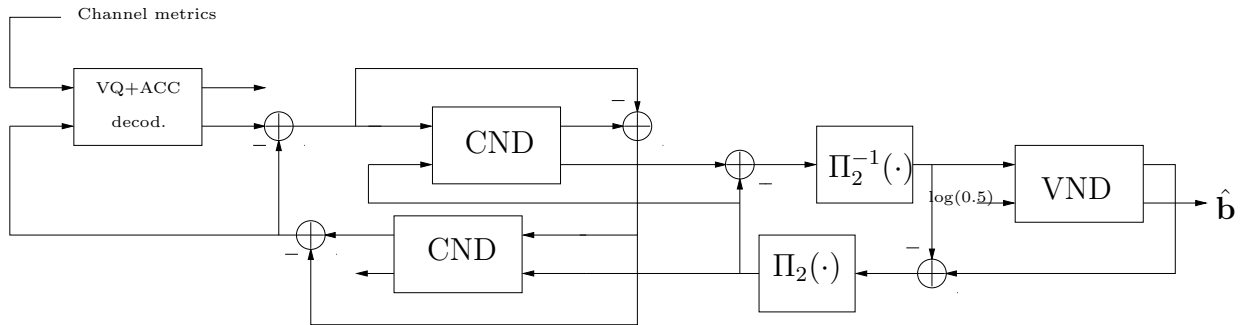 Channel metrics
VQ+ACC
decod.
−
−
−
CND
−
Π₂⁻¹(·)
log(0.5)
VND
b̂
−
CND
−
Π₂(·)
−